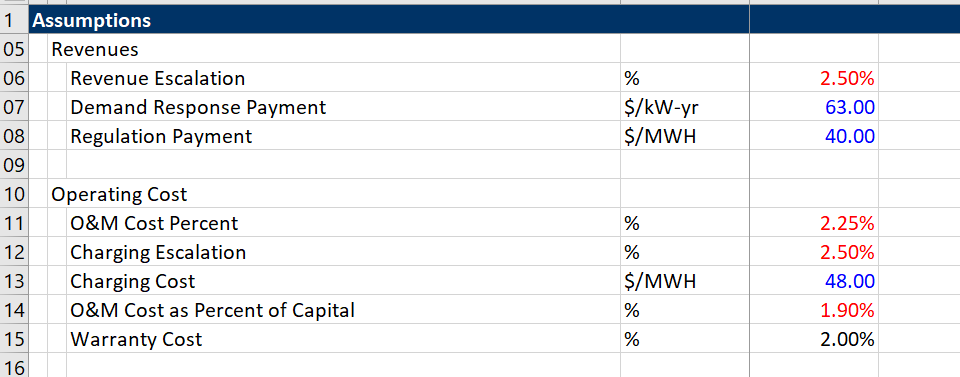 1 Assumptions
05 Revenues
06 Revenue Escalation % 2.50%
07 Demand Response Payment $/kW-yr 63.00
08 Regulation Payment $/MWH 40.00
09
10 Operating Cost
11 O&M Cost Percent % 2.25%
12 Charging Escalation % 2.50%
13 Charging Cost $/MWH 48.00
14 O&M Cost as Percent of Capital % 1.90%
15 Warranty Cost % 2.00%
16